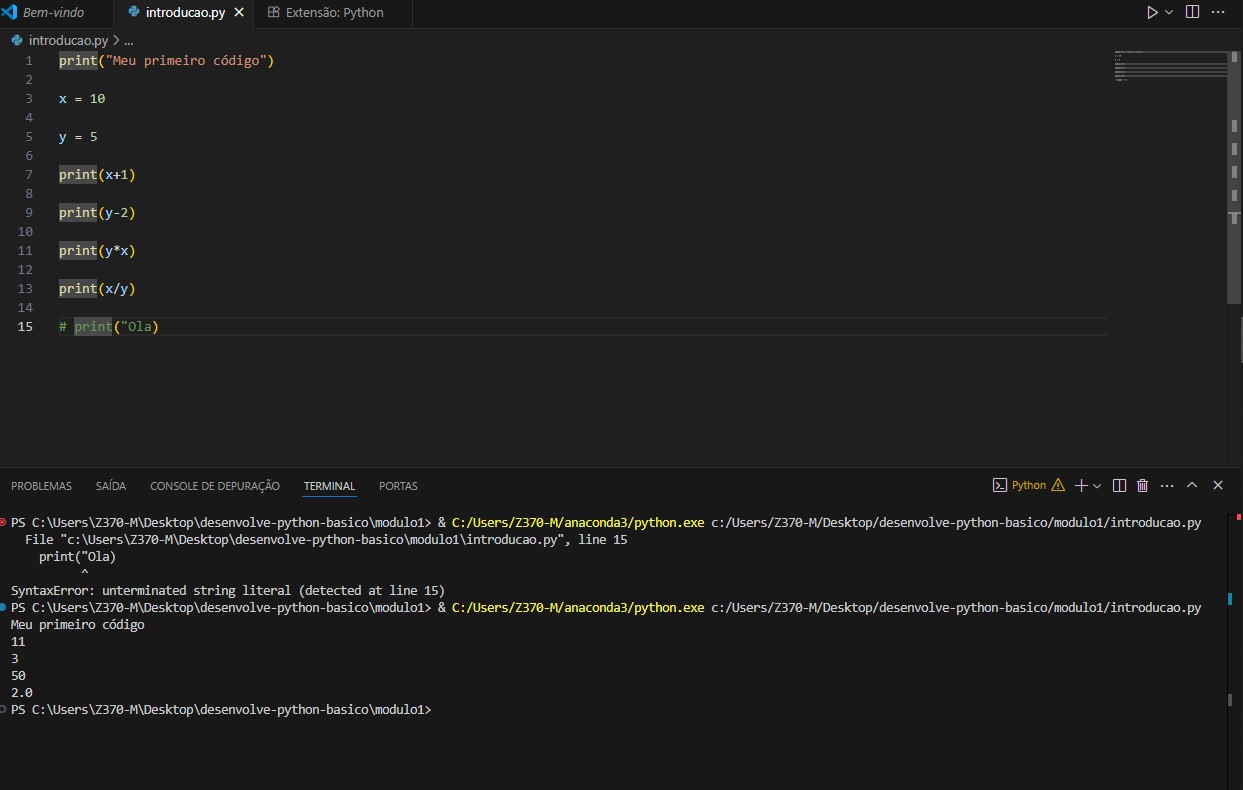 Bem-vindo introducao.py Extensão: Python
introducao.py > ...
1 print("Meu primeiro código")
2
3 x = 10
4
5 y = 5
6
7 print(x+1)
8
9 print(y-2)
10
11 print(y*x)
12
13 print(x/y)
14
15 # print("Ola)
PROBLEMAS SAÍDA CONSOLE DE DEPURAÇÃO TERMINAL PORTAS Python
PS C:\Users\Z370-M\Desktop\desenvolve-python-basico\modulo1> & C:/Users/Z370-M/anaconda3/python.exe c:/Users/Z370-M/Desktop/desenvolve-python-basico/modulo1/introducao.py
File "c:\Users\Z370-M\Desktop\desenvolve-python-basico\modulo1\introducao.py", line 15
print("Ola)
^
SyntaxError: unterminated string literal (detected at line 15)
PS C:\Users\Z370-M\Desktop\desenvolve-python-basico\modulo1> & C:/Users/Z370-M/anaconda3/python.exe c:/Users/Z370-M/Desktop/desenvolve-python-basico/modulo1/introducao.py
Meu primeiro código
11
3
50
2.0
PS C:\Users\Z370-M\Desktop\desenvolve-python-basico\modulo1>